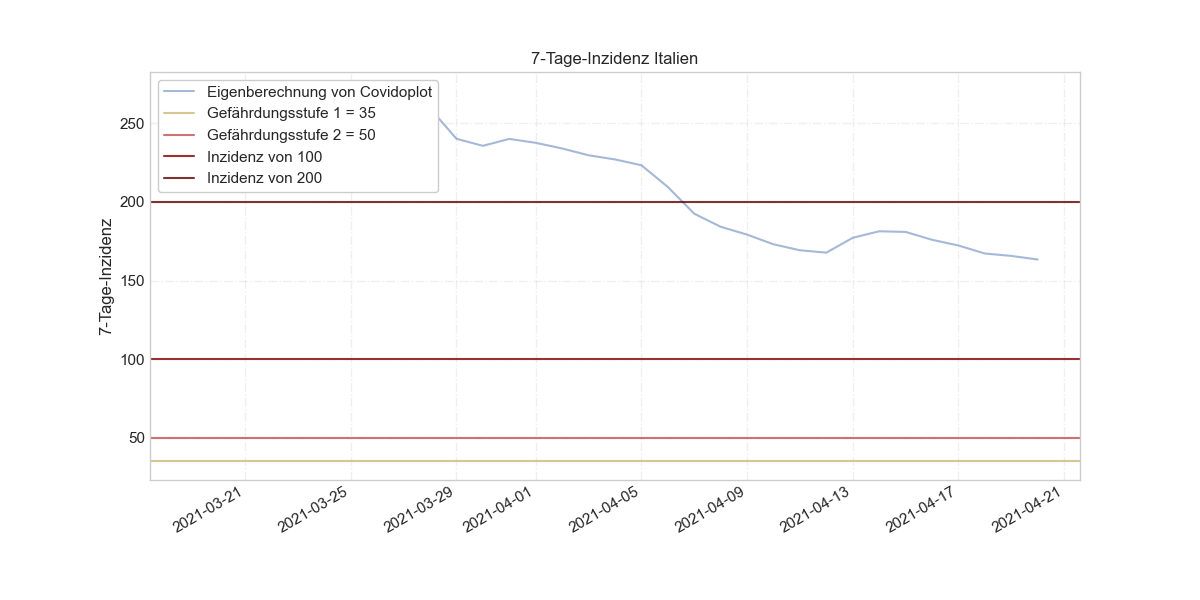 7-Tage-Inzidenz Italien
Eigenberechnung von Covidoplot
Gefährdungsstufe 1 = 35
Gefährdungsstufe 2 = 50
Inzidenz von 100
Inzidenz von 200
7-Tage-Inzidenz
250
200
150
100
50
2021-03-21
2021-03-25
2021-03-29
2021-04-01
2021-04-05
2021-04-09
2021-04-13
2021-04-17
2021-04-21